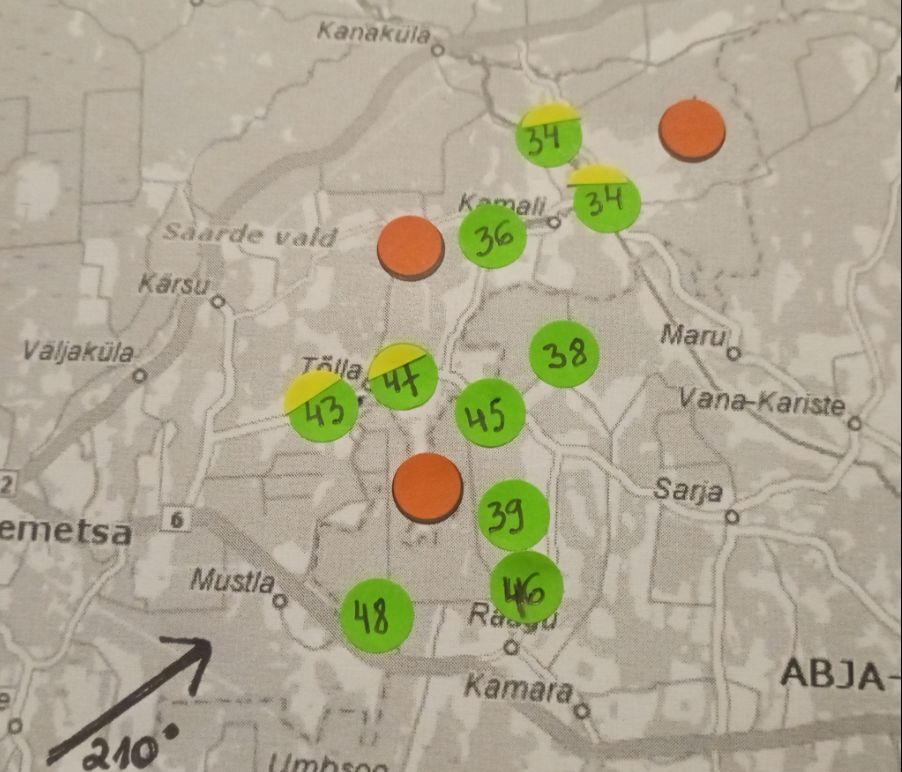 Kanaküla
34
34
Kamali
36
Saarde vald
Kärsu
Väljaküla
Tõlla
47
38
Maru
43
45
Vana-Kariste
2
6
Sarja
emetsa
39
Mustla
46
48
Raagu
Kamara
ABJA-
e
210°